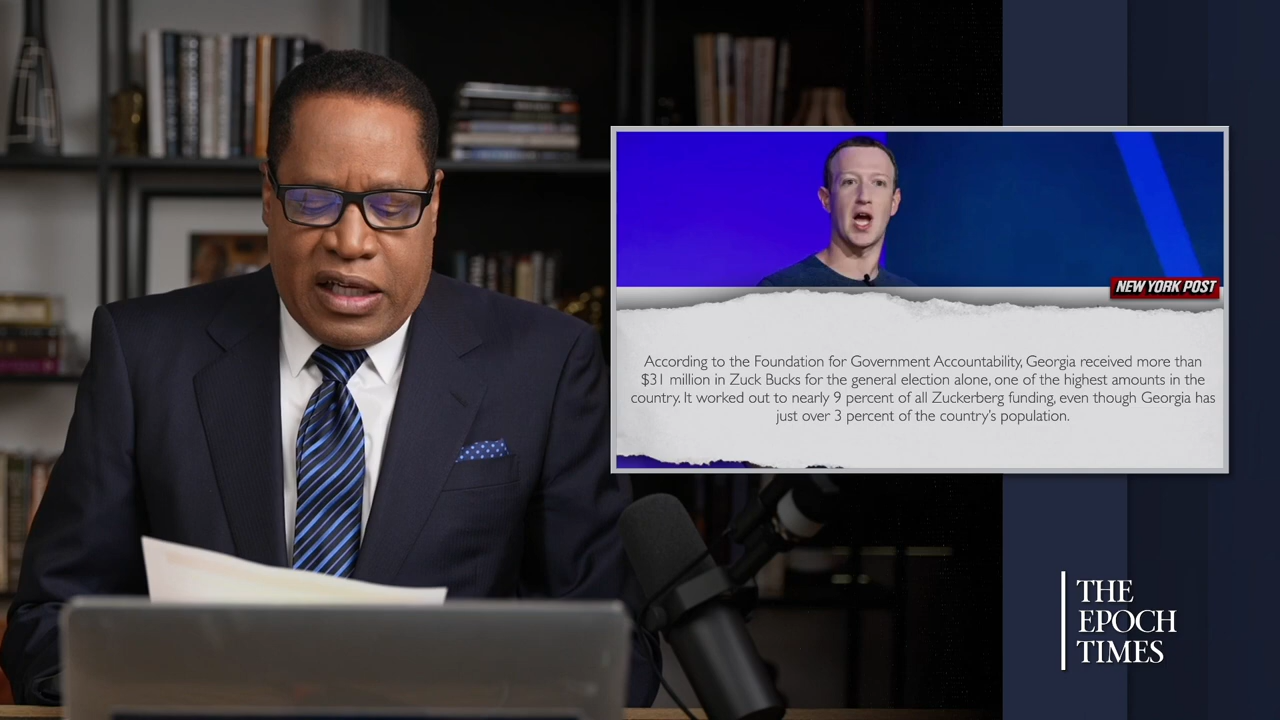 NEW YORK POST
According to the Foundation for Government Accountability, Georgia received more than
$31 million in Zuck Bucks for the general election alone, one of the highest amounts in the
country. It worked out to nearly 9 percent of all Zuckerberg funding, even though Georgia has
just over 3 percent of the country's population.
THE
EPOCH
TIMES